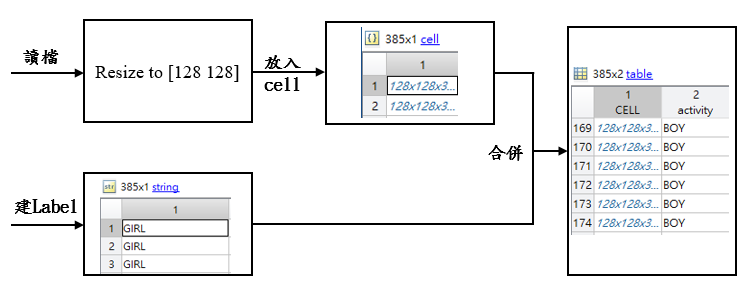 讀檔
Resize to [128 128]
放入
cell
{} 385x1 cell
1
1 128x128x3...
2 128x128x3...
合併
385x2 table
1 2
CELL activity
169 128x128x3... BOY
170 128x128x3... BOY
171 128x128x3... BOY
172 128x128x3... BOY
173 128x128x3... BOY
174 128x128x3... BOY
建Label
str 385x1 string
1
1 GIRL
2 GIRL
3 GIRL